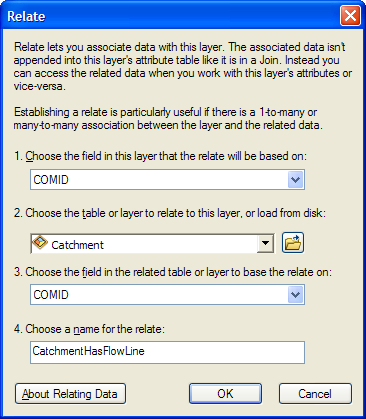 Relate
Relate lets you associate data with this layer. The associated data isn't
appended into this layer's attribute table like it is in a Join. Instead you
can access the related data when you work with this layer's attributes or
vice-versa.
Establishing a relate is particularly useful if there is a 1-to-many or
many-to-many association between the layer and the related data.
1. Choose the field in this layer that the relate will be based on:
COMID
2. Choose the table or layer to relate to this layer, or load from disk:
Catchment
3. Choose the field in the related table or layer to base the relate on:
COMID
4. Choose a name for the relate:
CatchmentHasFlowLine
About Relating Data
OK
Cancel